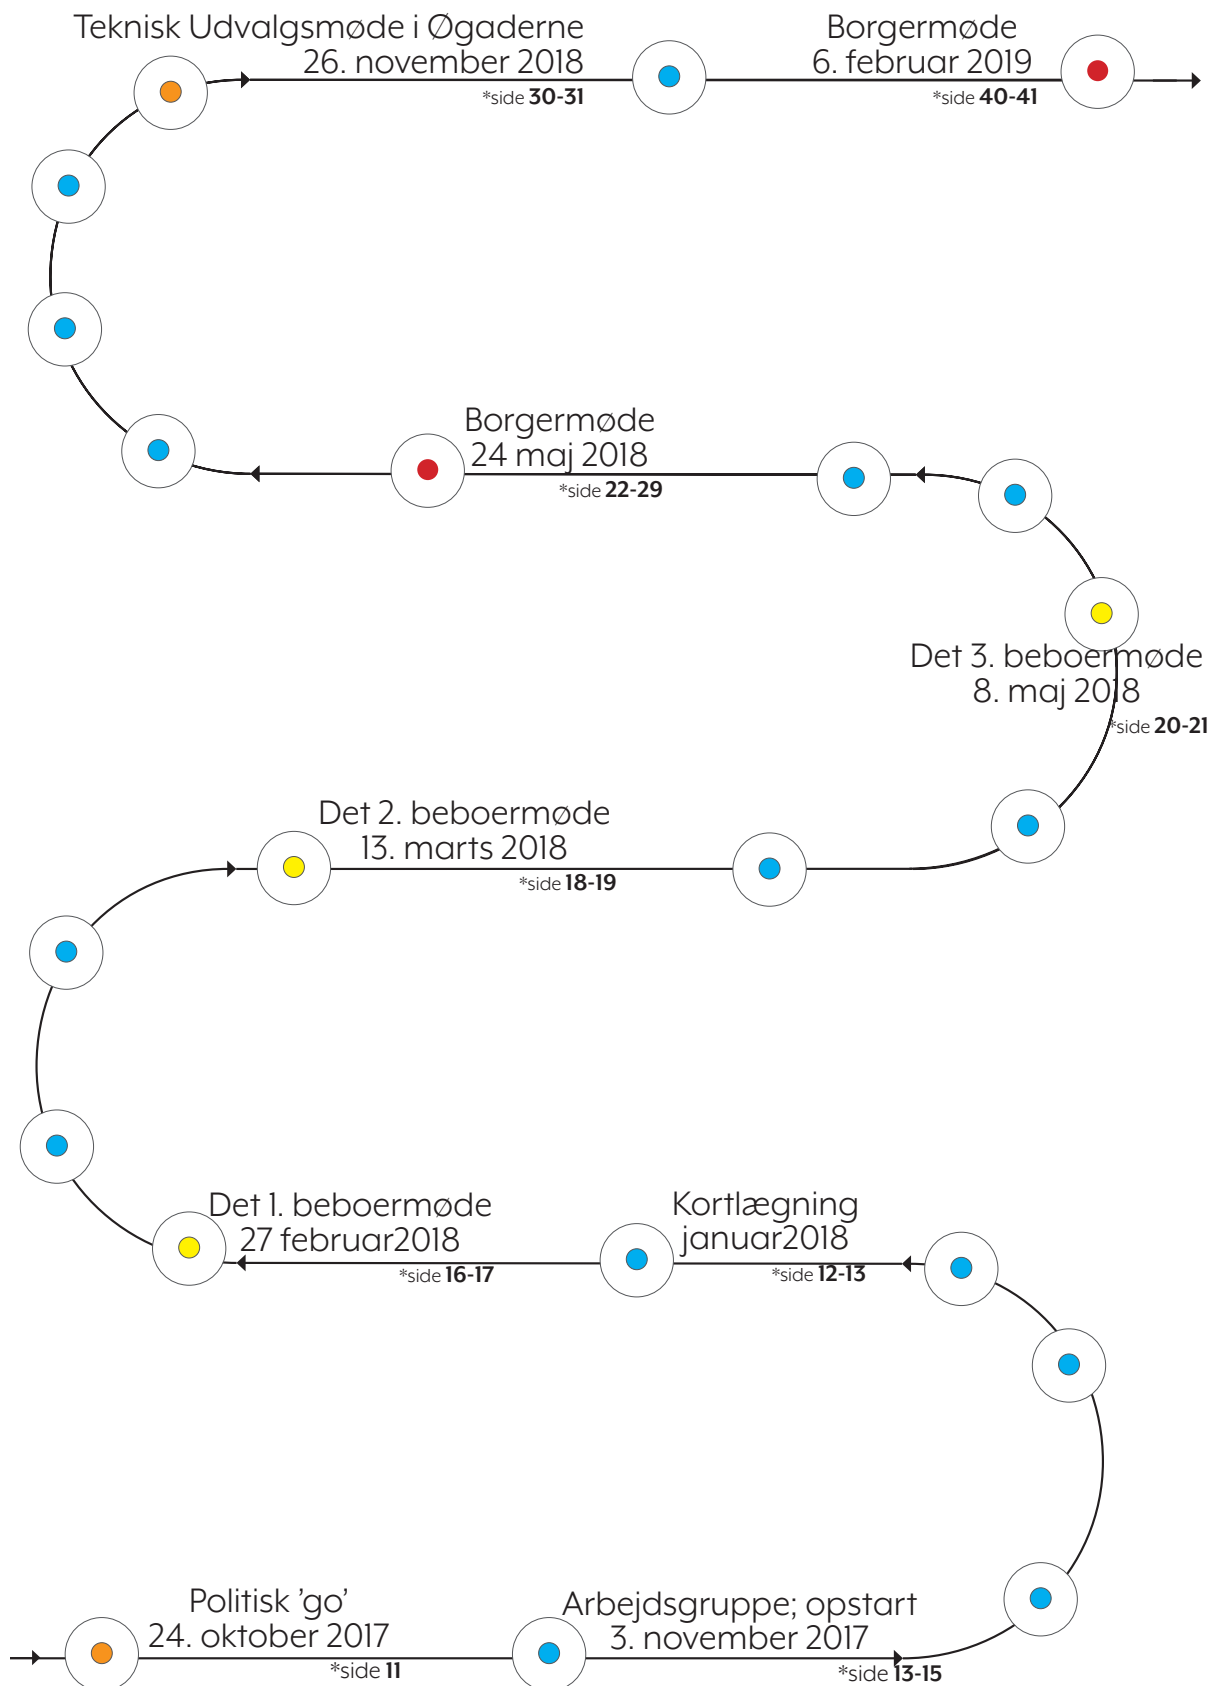 Teknisk Udvalgsmøde i Øgaderne
26. november 2018
*side 30-31
Borgermøde
6. februar 2019
*side 40-41
Borgermøde
24 maj 2018
*side 22-29
Det 3. beboermøde
8. maj 2018
*side 20-21
Det 2. beboermøde
13. marts 2018
*side 18-19
Det 1. beboermøde
27 februar2018
*side 16-17
Kortlægning
januar2018
*side 12-13
Politisk ’go’
24. oktober 2017
*side 11
Arbejdsgruppe; opstart
3. november 2017
*side 13-15